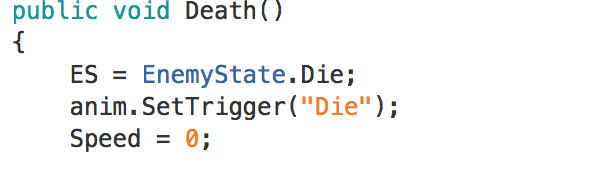 public void Death()
{
    ES = EnemyState.Die;
    anim.SetTrigger("Die");
    Speed = 0;